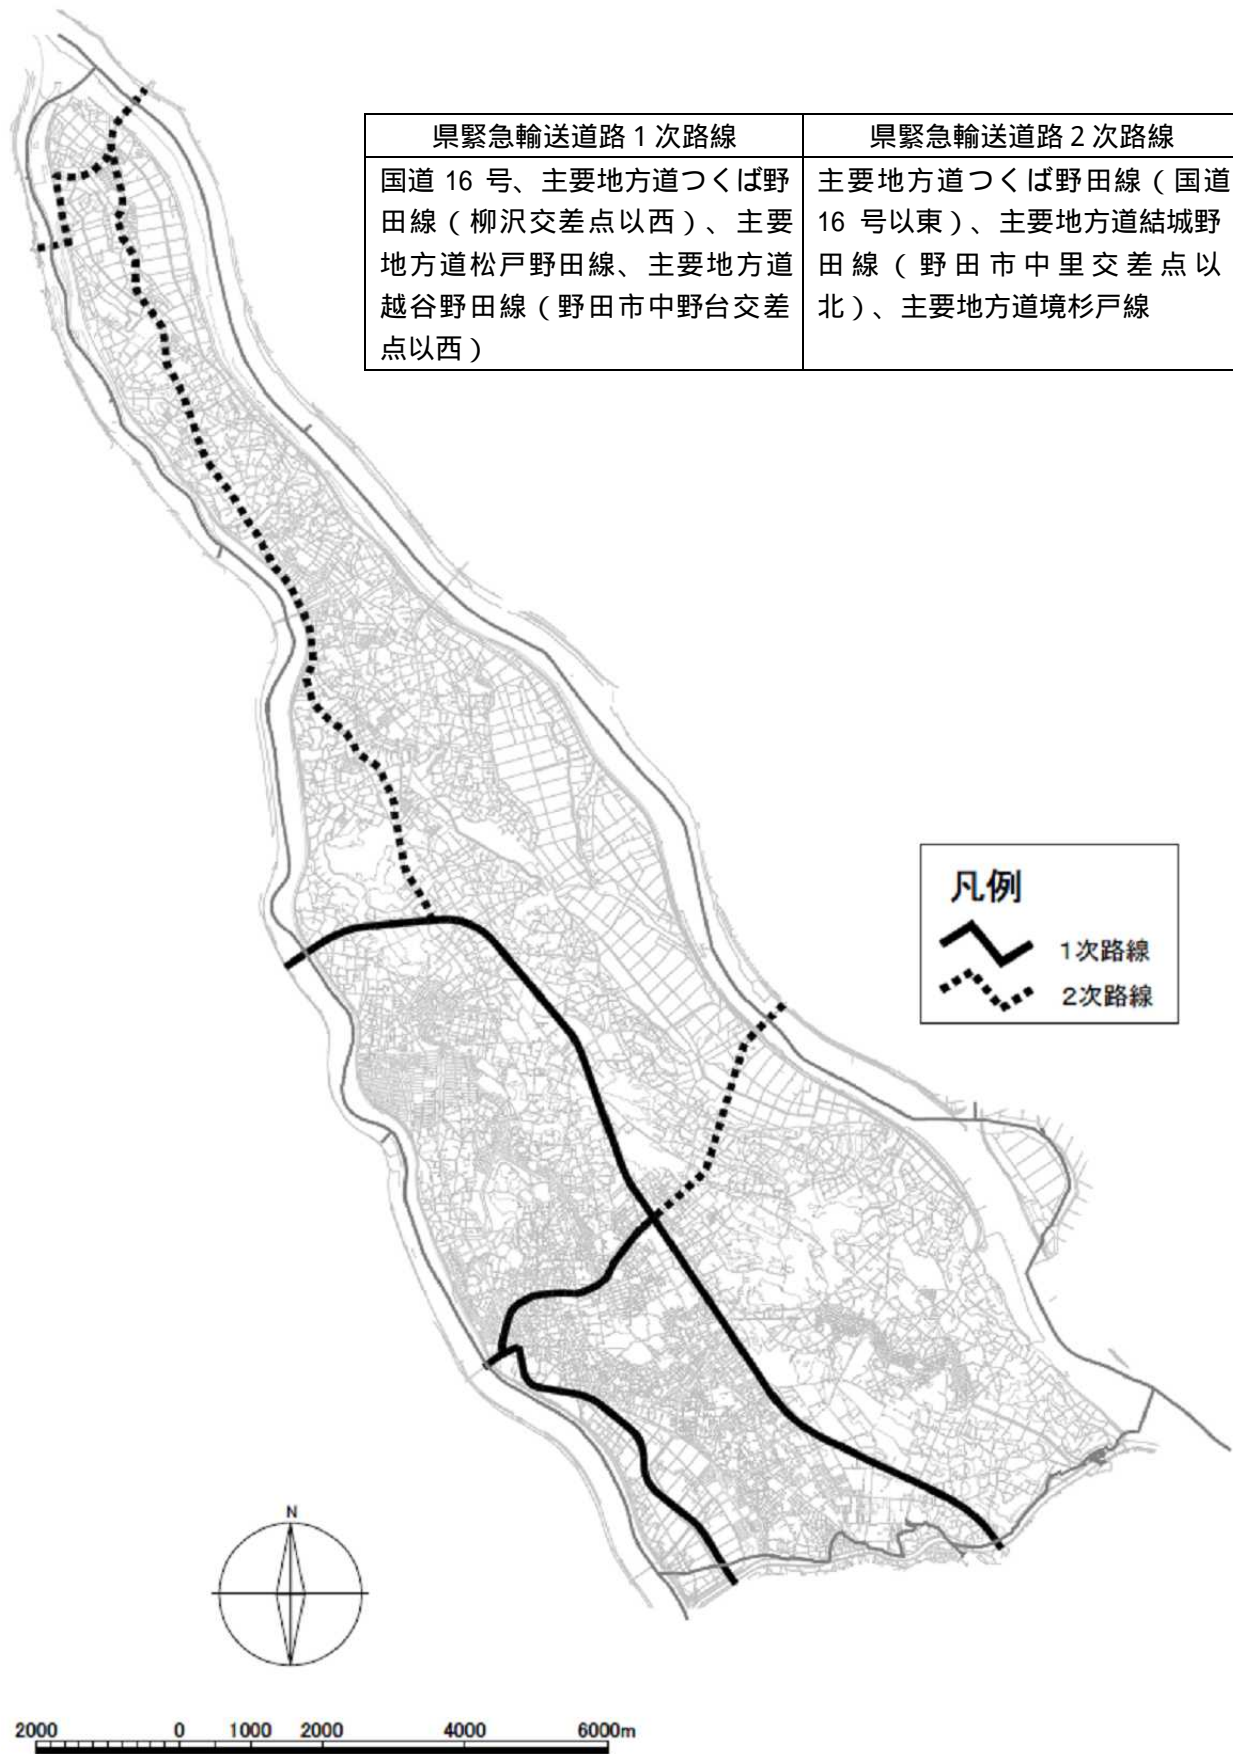 県緊急輸送道路1次路線
県緊急輸送道路2次路線
国道 16 号、主要地方道つくば野
田線(柳沢交差点以西)、主要
地方道松戸野田線、主要地方道
越谷野田線(野田市中野台交差
点以西)
主要地方道つくば野田線(国道
16 号以東)、主要地方道結城野
田線(野田市中里交差点以
北)、主要地方道境杉戸線
凡例
1次路線
2次路線
N
2000 0 1000 2000 4000 6000m